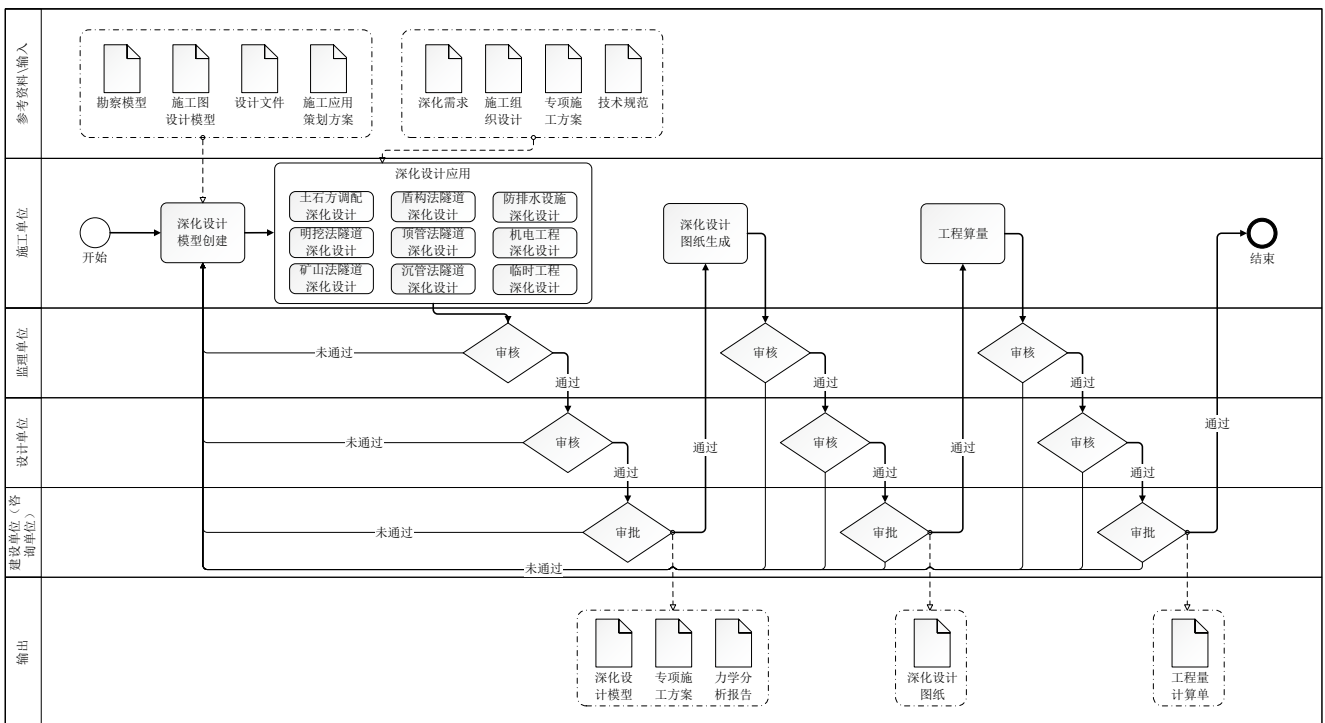 参考资料\输入
勘察模型
施工图
设计模型
设计文件
施工应用
策划方案
深化需求
施工组
织设计
专项施
工方案
技术规范
施工单位
开始
深化设计
模型创建
深化设计应用
土石方调配
深化设计
盾构法隧道
深化设计
防排水设施
深化设计
明挖法隧道
深化设计
顶管法隧道
深化设计
机电工程
深化设计
矿山法隧道
深化设计
沉管法隧道
深化设计
临时工程
深化设计
深化设计
图纸生成
工程算量
结束
监理单位
未通过
审核
通过
审核
通过
审核
通过
设计单位
未通过
审核
通过
通过
审核
通过
通过
审核
通过
通过
建设单位（咨
询单位）
未通过
审批
审批
审批
未通过
输出
深化设
计模型
专项施
工方案
力学分
析报告
深化设计
图纸
工程量
计算单